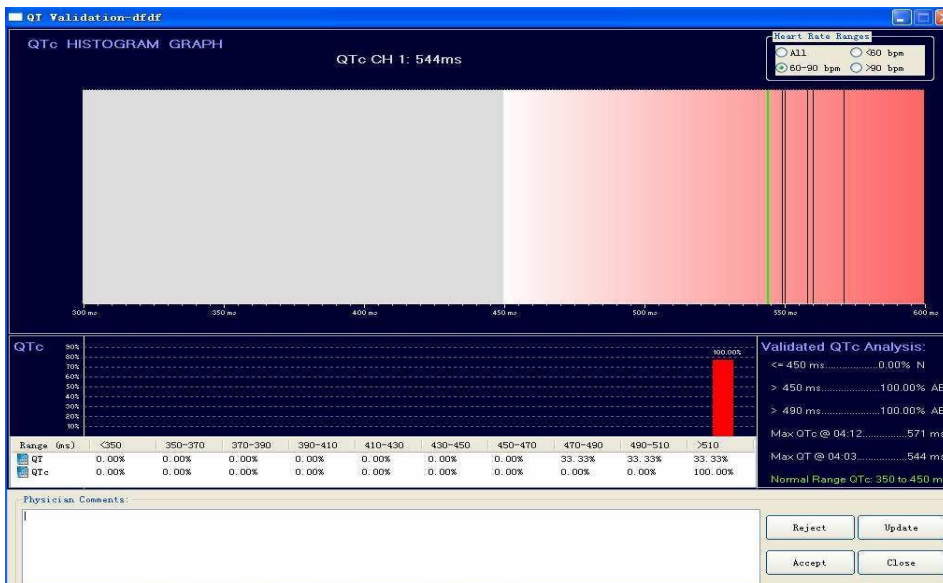 QT Validation-dfdf
QTc HISTOGRAM GRAPH
QTc CH 1: 544ms
Heart Rate Ranges
All
<60 bpm
60-90 bpm
>90 bpm
300 ms 350 ms 400 ms 450 ms 500 ms 550 ms 600 ms
QTc
90%
80%
70%
60%
50%
40%
30%
20%
10%
100.00%
Range (ms) <350 350-370 370-390 390-410 410-430 430-450 450-470 470-490 490-510 >510
QT 0.00% 0.00% 0.00% 0.00% 0.00% 0.00% 0.00% 33.33% 33.33% 33.33%
QTc 0.00% 0.00% 0.00% 0.00% 0.00% 0.00% 0.00% 0.00% 0.00% 100.00%
Validated QTc Analysis:
<= 450 ms...................0.00% N
> 450 ms.....................100.00% AB
> 490 ms.....................100.00% AB
Max QTc @ 04:12...............571 ms
Max QT @ 04:03.................544 ms
Normal Range QTc: 350 to 450 m
Physician Comments:
Reject
Update
Accept
Close